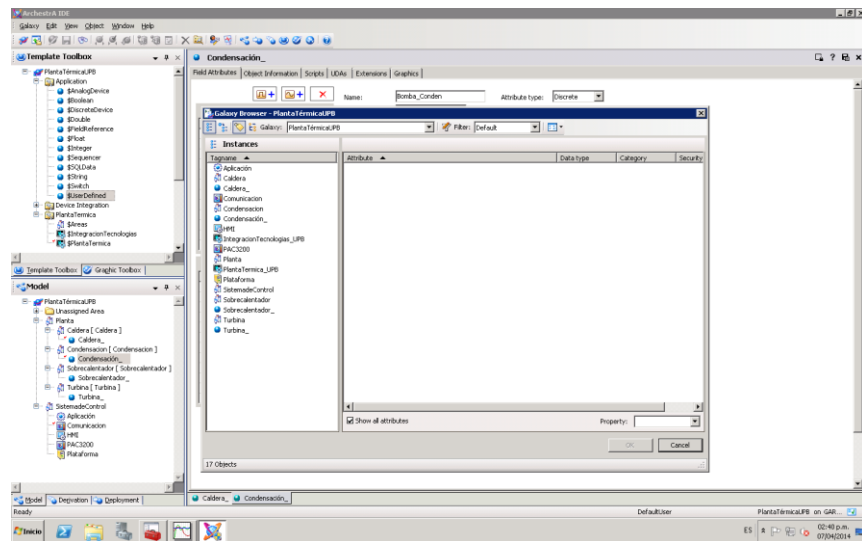 ArchestrA IDE
Galaxy Edit View Object Window Help
Template Toolbox
PlantaTérmicaUPB
Application
$AnalogDevice
$Boolean
$DiscreteDevice
$Double
$FieldReference
$Float
$Integer
$Sequencer
$SQLData
$String
$Switch
$UserDefined
Device Integration
PlantaTermica
$Areas
$IntegracionTecnologias
$PlantaTermica
Template Toolbox Graphic Toolbox
Model
PlantaTérmicaUPB
Unassigned Area
Planta
Caldera [ Caldera ]
Caldera_
Condensacion [ Condensacion ]
Condensación_
Sobrecalentador [ Sobrecalentador ]
Sobrecalentador_
Turbina [ Turbina ]
Turbina_
SistemadeControl
Aplicación
Comunicacion
HMI
PAC3200
Plataforma
Model Derivation Deployment
Ready
Condensación_
Field Attributes Object Information Scripts UDAs Extensions Graphics
Name: Bomba_Conden Attribute type: Discrete
Galaxy Browser - PlantaTérmicaUPB
Galaxy: PlantaTérmicaUPB Filter: Default
Instances
Tagname Attribute Data type Category Security
Aplicación
Caldera
Caldera_
Comunicacion
Condensacion
Condensación_
HMI
IntegracionTecnologias_UPB
PAC3200
Planta
PlantaTermica_UPB
Plataforma
SistemadeControl
Sobrecalentador
Sobrecalentador_
Turbina
Turbina_
Show all attributes Property:
OK Cancel
17 Objects
Caldera_ Condensación_
DefaultUser PlantaTérmicaUPB on GAR...
Inicio ES 02:40 p.m.
07/04/2014